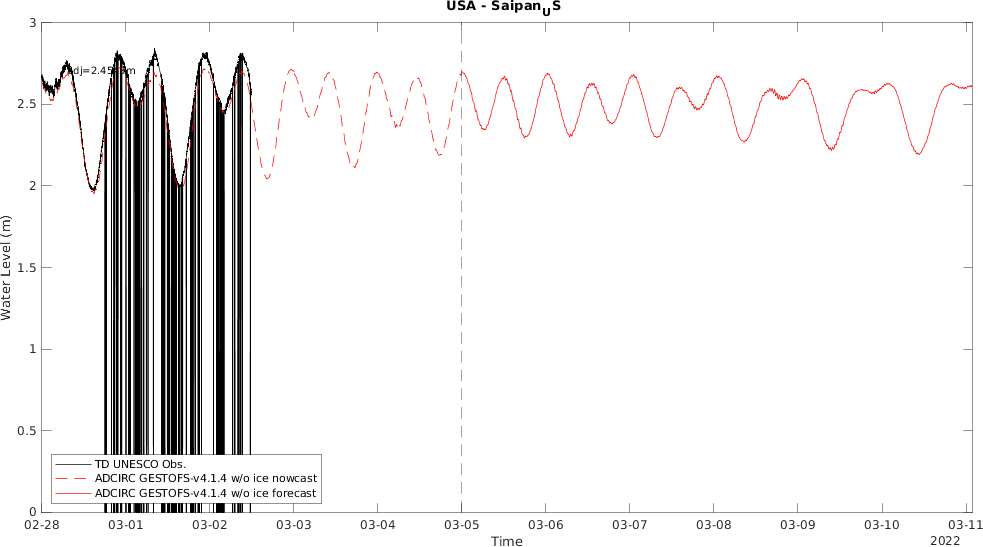 USA - SaipanUS
3
2.5
2
1.5
1
0.5
0
Water Level (m)
TD UNESCO Obs.
ADCIRC GESTOFS-v4.1.4 w/o ice nowcast
ADCIRC GESTOFS-v4.1.4 w/o ice forecast
02-28 03-01 03-02 03-03 03-04 03-05 03-06 03-07 03-08 03-09 03-10 03-11
Time
2022